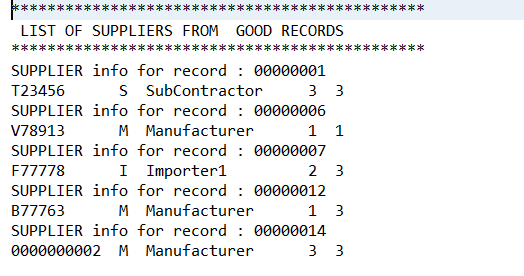 **************************************************
 LIST OF SUPPLIERS FROM  GOOD RECORDS
**************************************************
SUPPLIER info for record : 00000001
T23456      S  SubContractor     3  3
SUPPLIER info for record : 00000006
V78913      M  Manufacturer      1  1
SUPPLIER info for record : 00000007
F77778      I  Importer1         2  3
SUPPLIER info for record : 00000012
B77763      M  Manufacturer      1  3
SUPPLIER info for record : 00000014
0000000002  M  Manufacturer      3  3